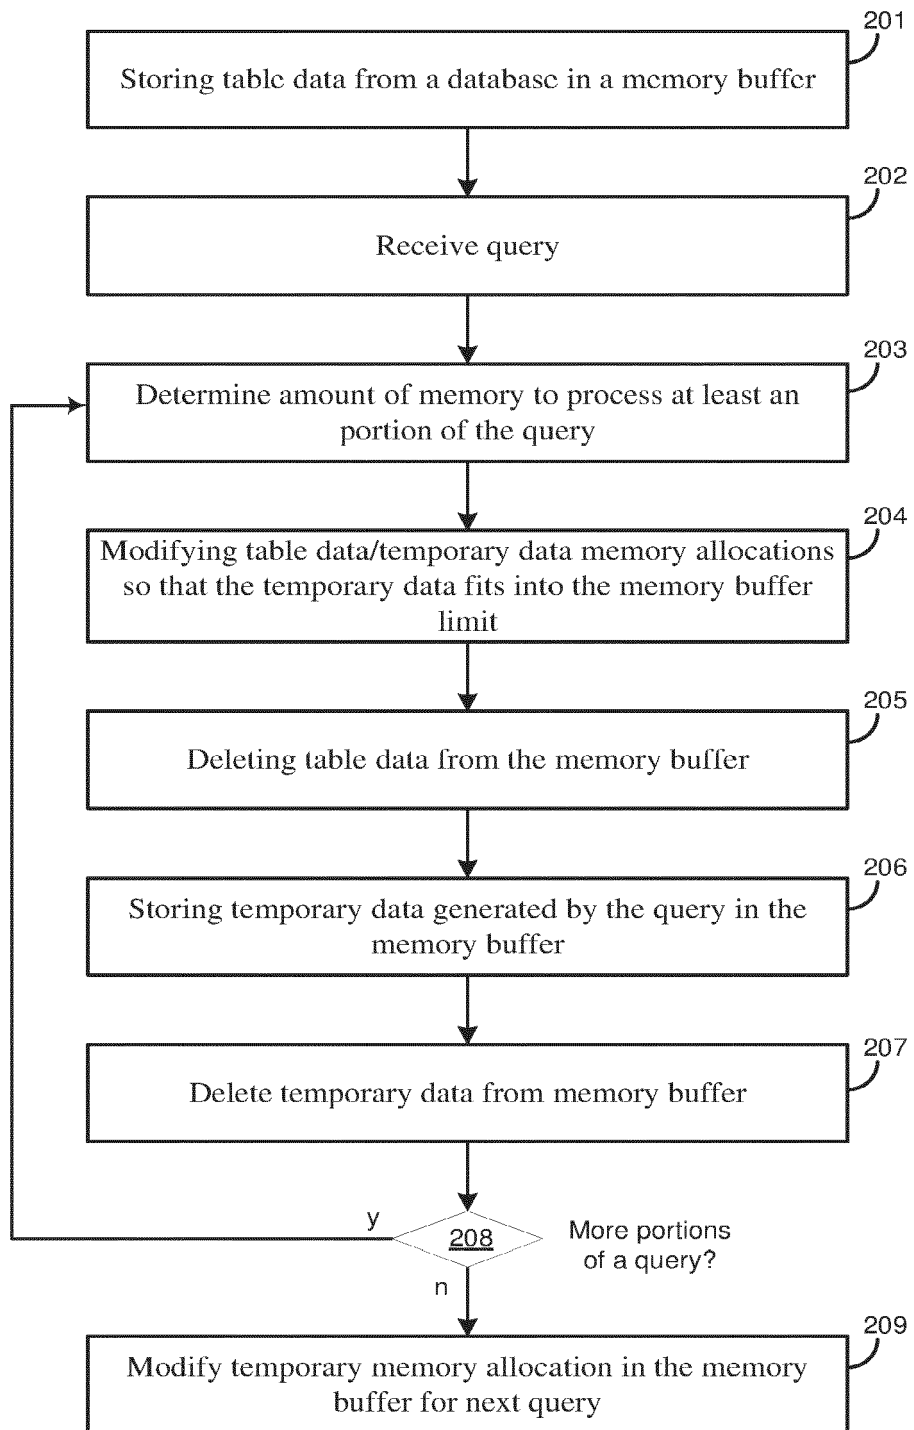 201
Storing table data from a database in a memory buffer
202
Receive query
203
Determine amount of memory to process at least an
portion of the query
204
Modifying table data/temporary data memory allocations
so that the temporary data fits into the memory buffer
limit
205
Deleting table data from the memory buffer
206
Storing temporary data generated by the query in the
memory buffer
207
Delete temporary data from memory buffer
y
208
More portions
of a query?
n
209
Modify temporary memory allocation in the memory
buffer for next query